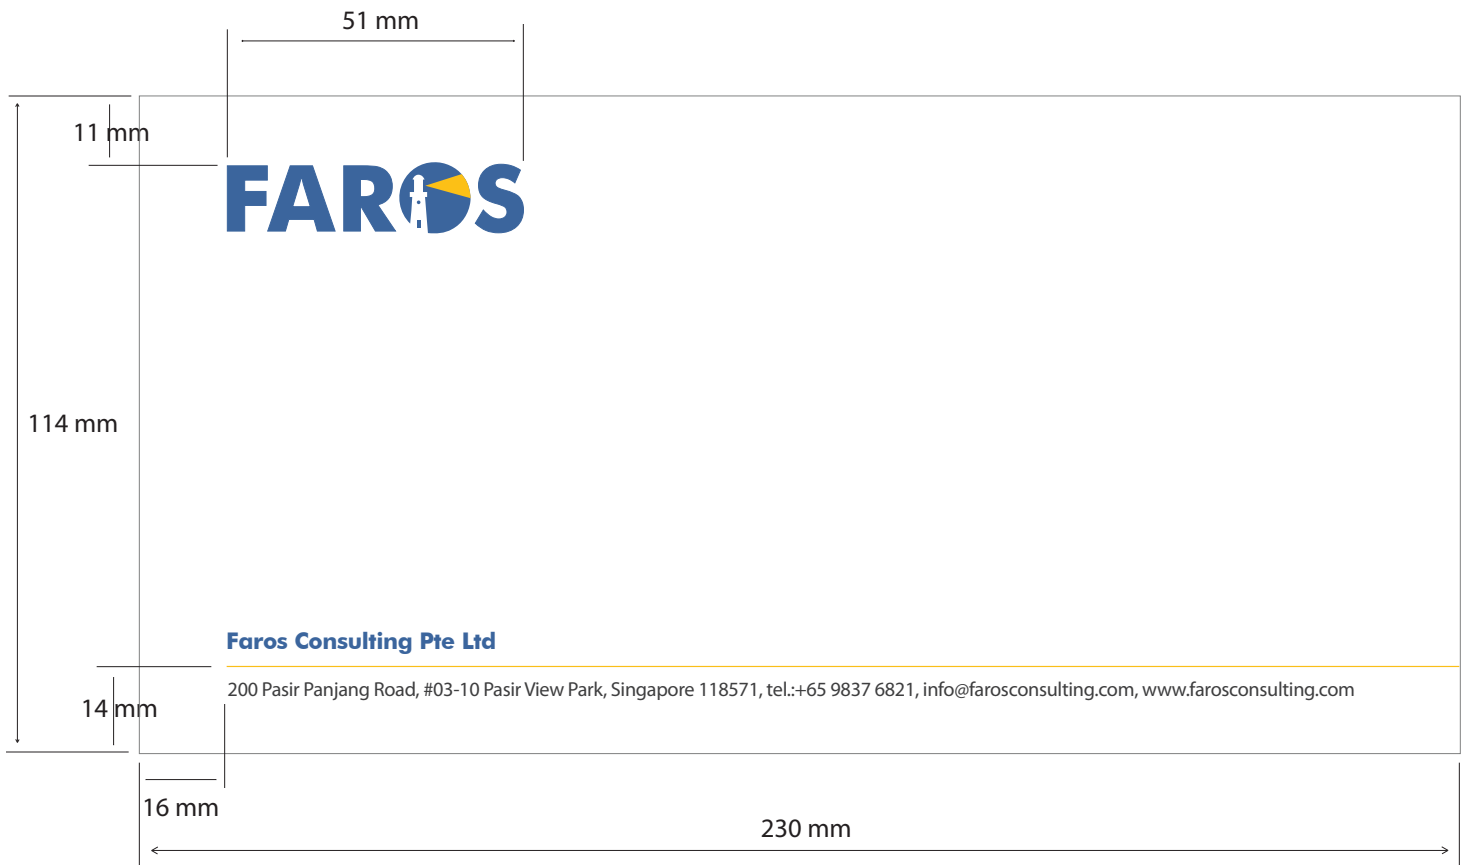 51 mm
11 mm
FAROS
114 mm
Faros Consulting Pte Ltd
200 Pasir Panjang Road, #03-10 Pasir View Park, Singapore 118571, tel.:+65 9837 6821, info@farosconsulting.com, www.farosconsulting.com
14 mm
16 mm
230 mm